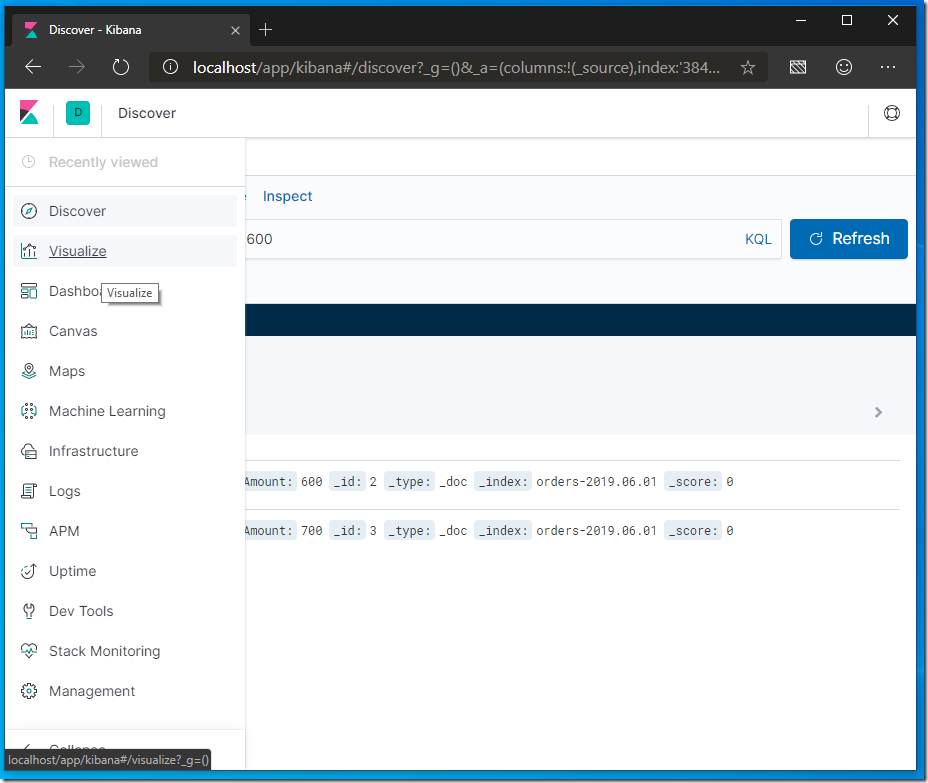 Discover - Kibana
localhost/app/kibana#/discover?_g=()&_a=(columns:!(_source),index:'384...
D Discover
Recently viewed
Inspect
Discover
600 KQL Refresh
Visualize
Visualize
Canvas
Maps
Machine Learning
Infrastructure
Amount: 600 _id: 2 _type: _doc _index: orders-2019.06.01 _score: 0
Logs
Amount: 700 _id: 3 _type: _doc _index: orders-2019.06.01 _score: 0
APM
Uptime
Dev Tools
Stack Monitoring
Management
Collapse
localhost/app/kibana#/visualize?_g=()